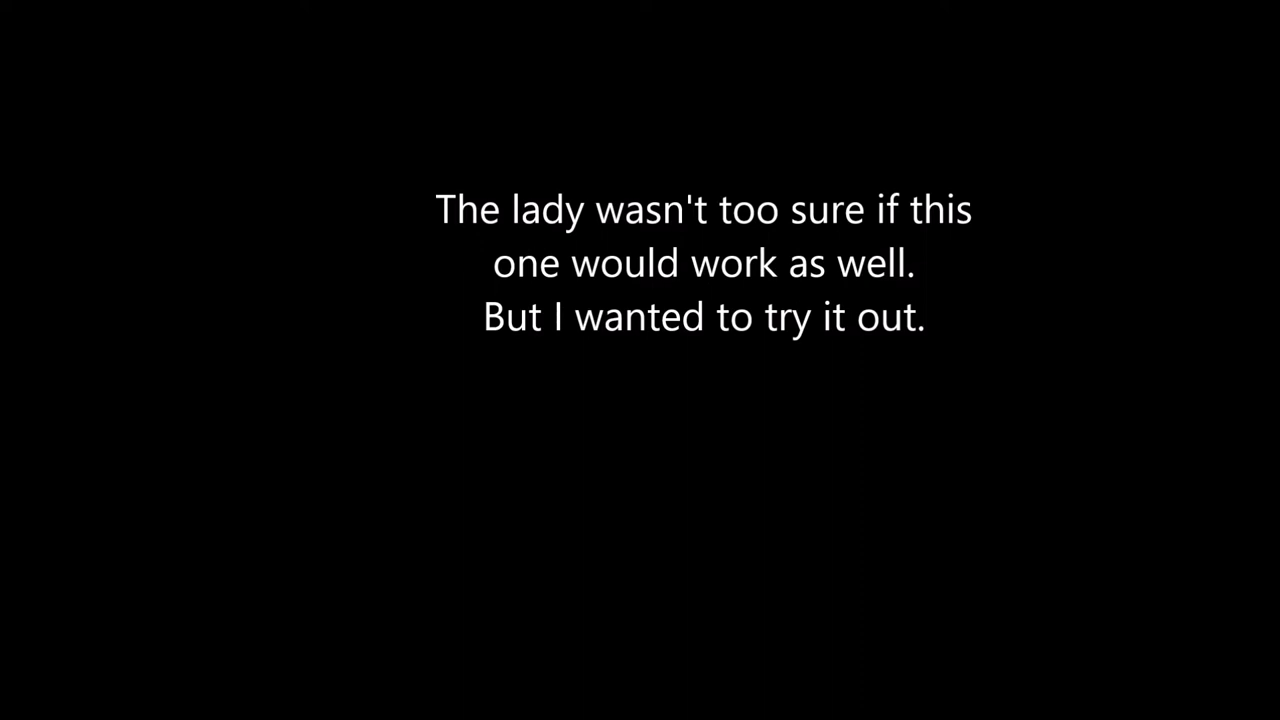 The lady wasn't too sure if this
one would work as well.
But I wanted to try it out.